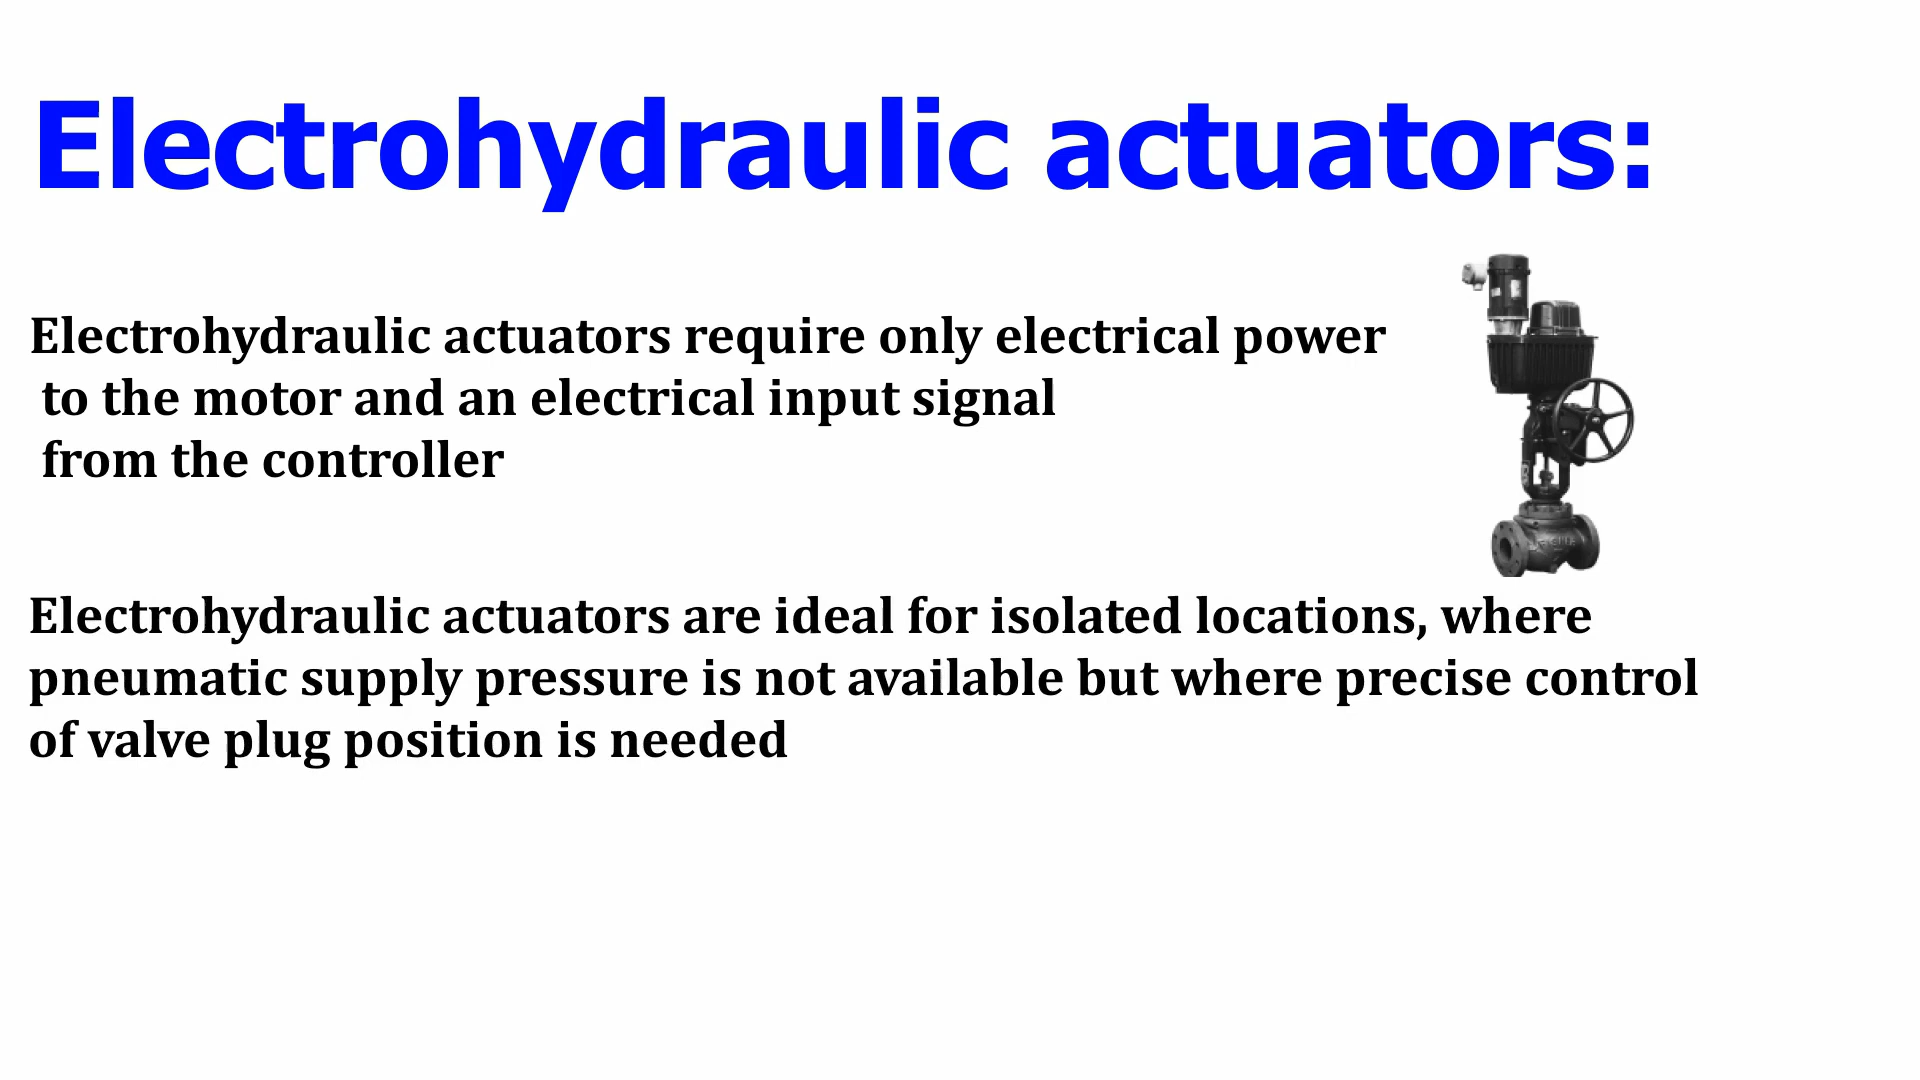 Electrohydraulic actuators:
Electrohydraulic actuators require only electrical power
to the motor and an electrical input signal
from the controller
Electrohydraulic actuators are ideal for isolated locations, where
pneumatic supply pressure is not available but where precise control
of valve plug position is needed